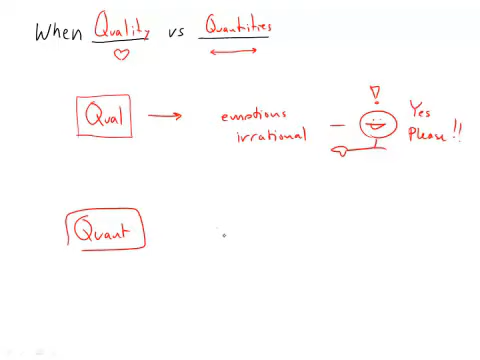 When Quality vs Quantities
Qual → emotions
irrational – ! Yes
Please!!
Quant